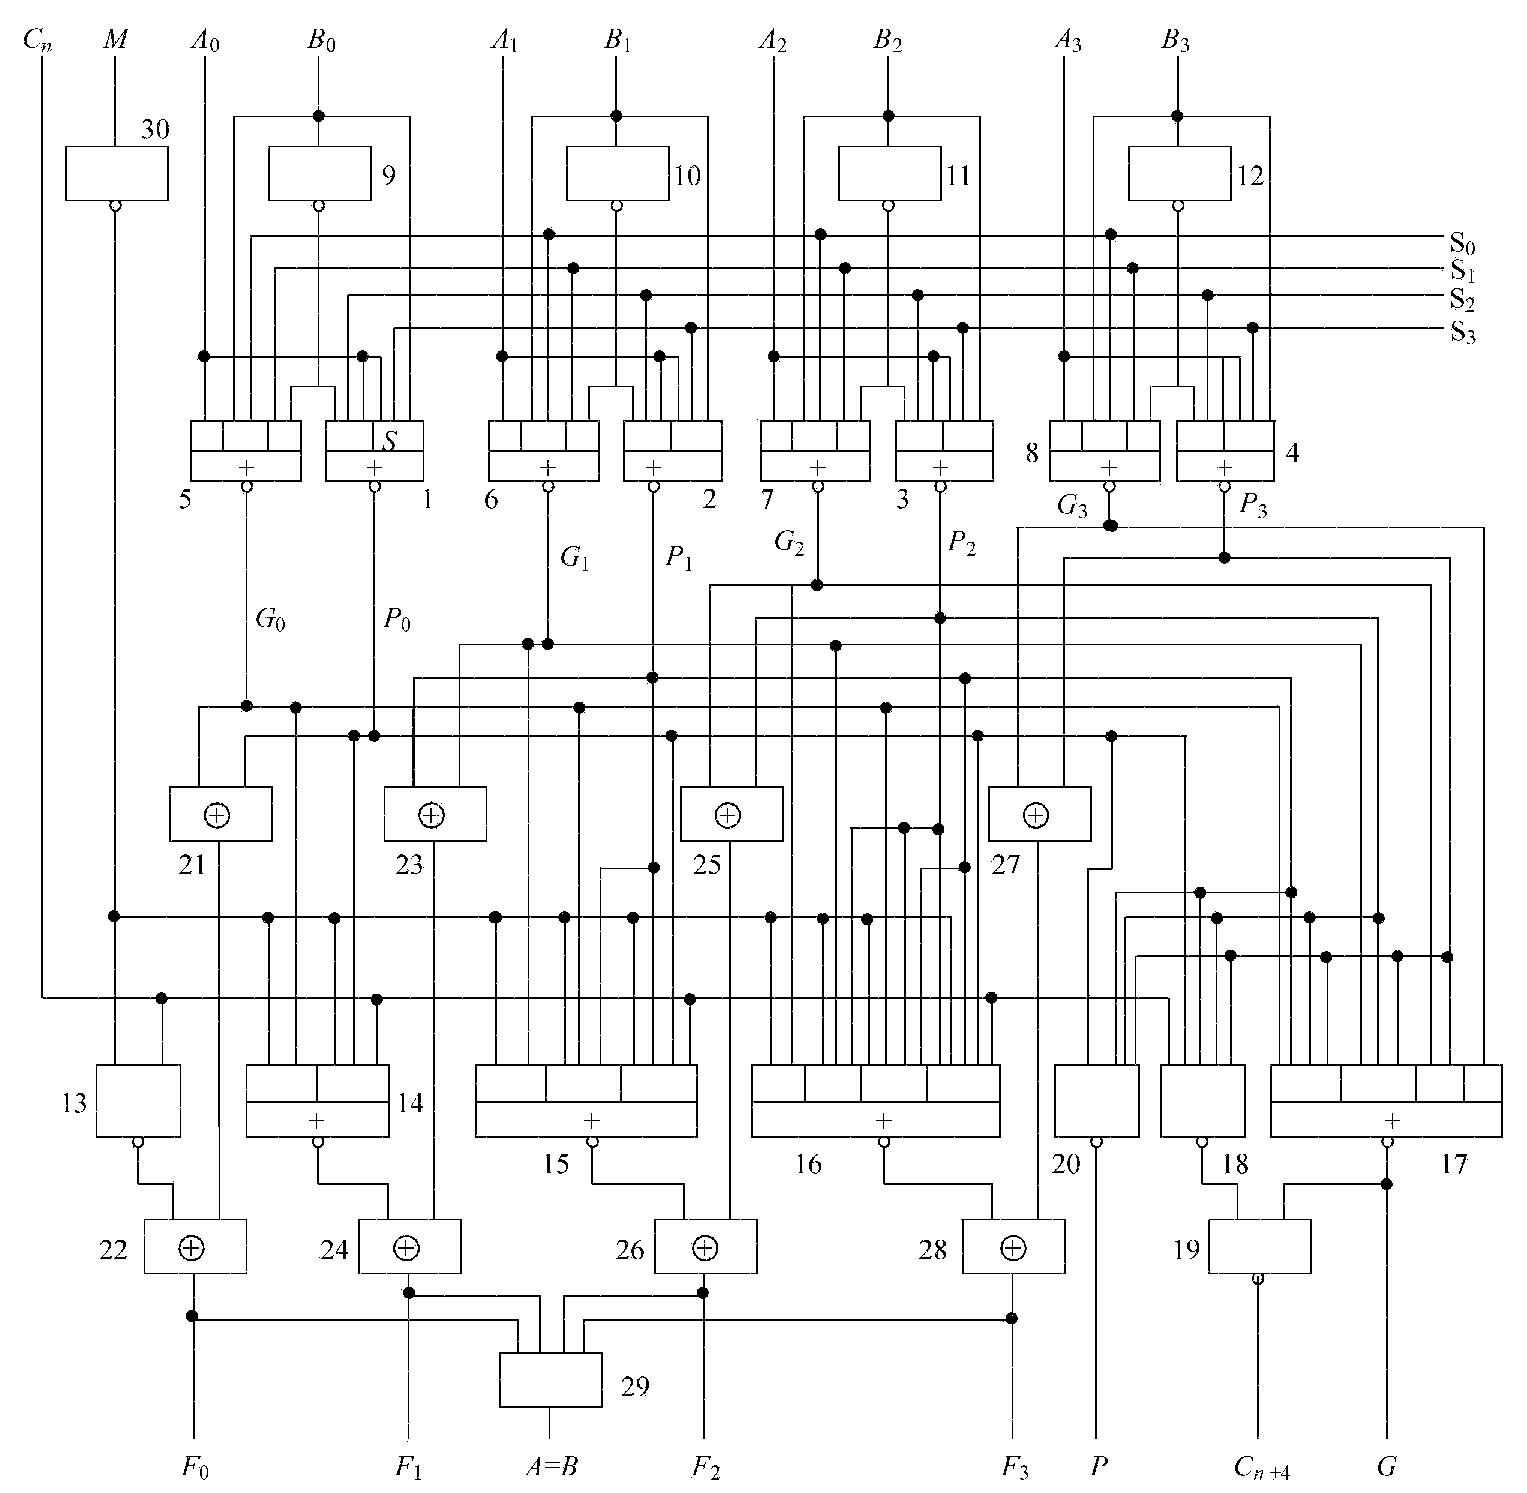 Cn M A0 B0 A1 B1 A2 B2 A3 B3
30
9 10 11 12
S0
S1
S2
S3
S
+ + + + + + + +
8 4
5 1 6 2 7 3
G3 P3
G2 P2
G1 P1
G0 P0
+ + + +
21 23 25 27
13 14
+ + + +
15 16 20 18 17
22 + 24 + 26 + 28 + 19
29
F0 F1 A=B F2 F3 P Cn+4 G